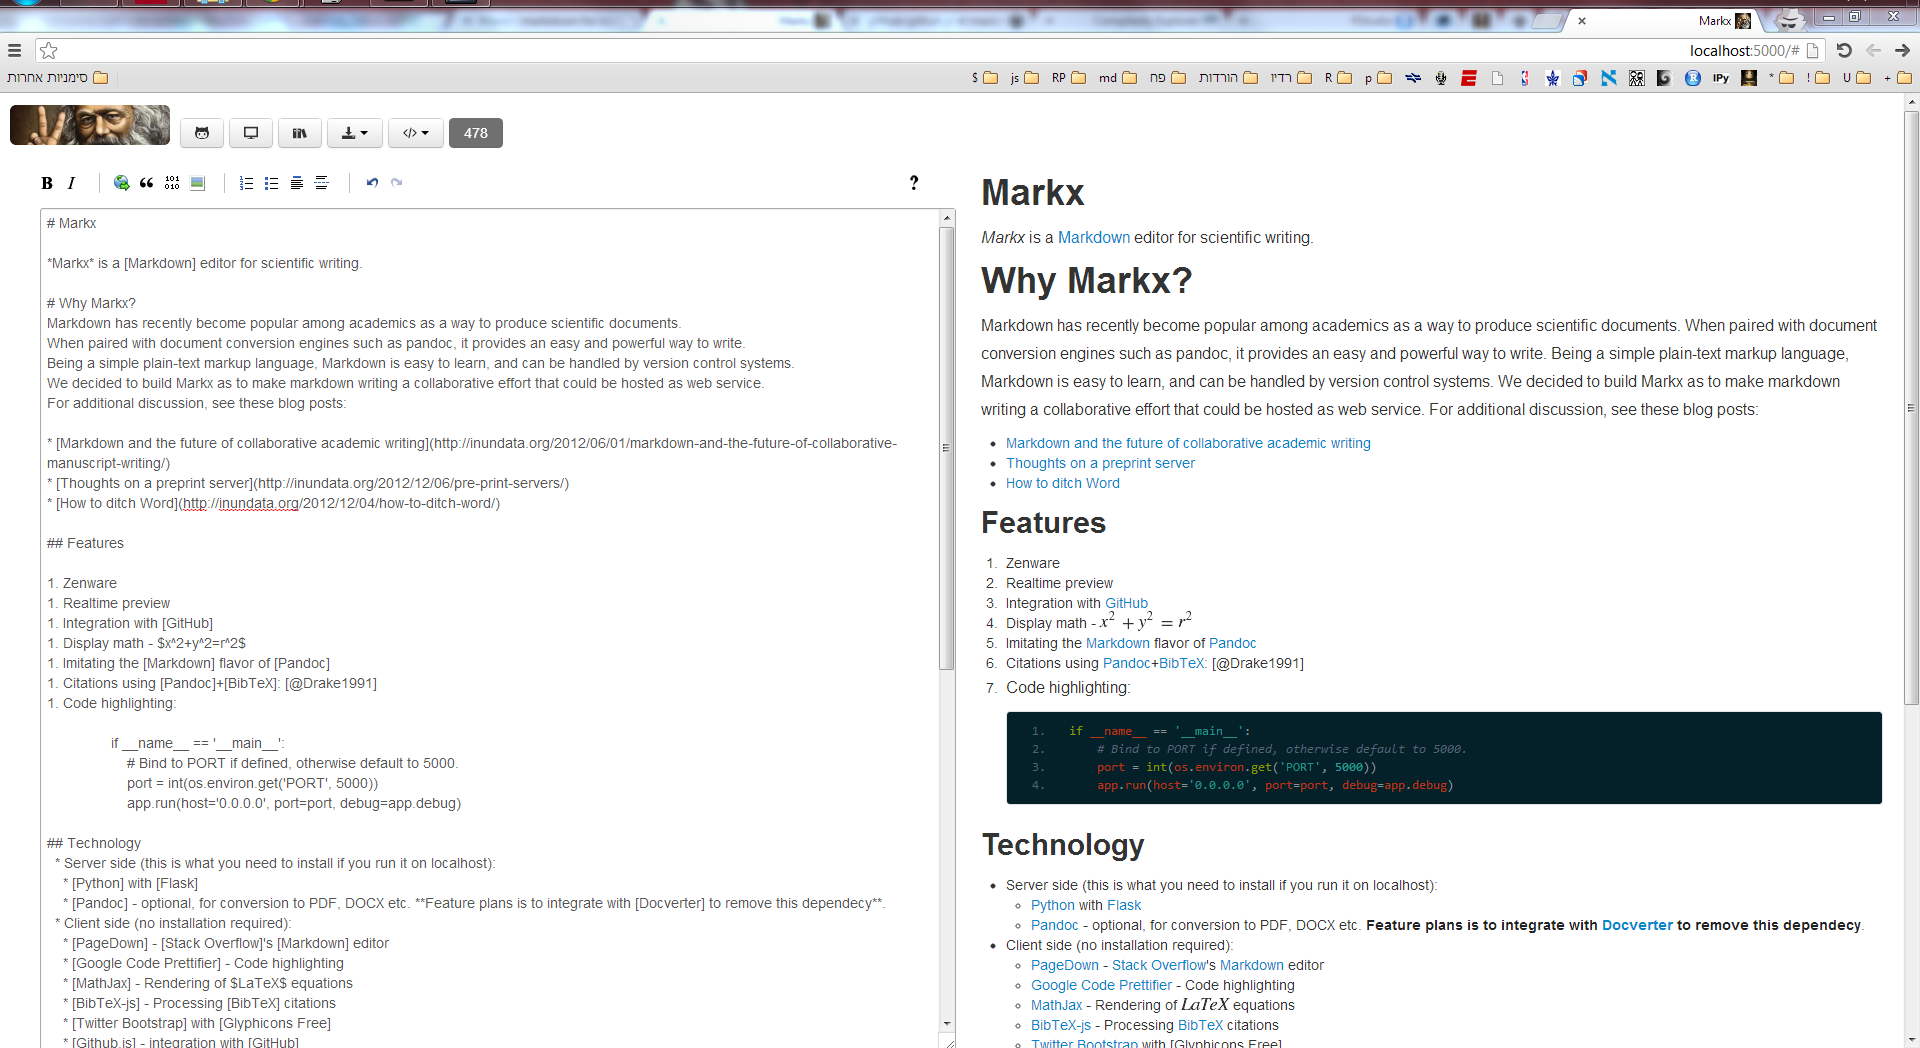 Markx
localhost:5000/#
סימניות אחרות
$
js
RP
md
פח
הורדות
רדיו
R
p
IPy
*
!
U
+
478
B I
101
010
?
# Markx
*Markx* is a [Markdown] editor for scientific writing.
# Why Markx?
Markdown has recently become popular among academics as a way to produce scientific documents.
When paired with document conversion engines such as pandoc, it provides an easy and powerful way to write.
Being a simple plain-text markup language, Markdown is easy to learn, and can be handled by version control systems.
We decided to build Markx as to make markdown writing a collaborative effort that could be hosted as web service.
For additional discussion, see these blog posts:
* [Markdown and the future of collaborative academic writing](http://inundata.org/2012/06/01/markdown-and-the-future-of-collaborative-
manuscript-writing/)
* [Thoughts on a preprint server](http://inundata.org/2012/12/06/pre-print-servers/)
* [How to ditch Word](http://inundata.org/2012/12/04/how-to-ditch-word/)
## Features
1. Zenware
1. Realtime preview
1. Integration with [GitHub]
1. Display math - $x^2+y^2=r^2$
1. Imitating the [Markdown] flavor of [Pandoc]
1. Citations using [Pandoc]+[BibTeX]: [@Drake1991]
1. Code highlighting:
if __name__ == '__main__':
# Bind to PORT if defined, otherwise default to 5000.
port = int(os.environ.get('PORT', 5000))
app.run(host='0.0.0.0', port=port, debug=app.debug)
## Technology
* Server side (this is what you need to install if you run it on localhost):
* [Python] with [Flask]
* [Pandoc] - optional, for conversion to PDF, DOCX etc. **Feature plans is to integrate with [Docverter] to remove this dependecy**.
* Client side (no installation required):
* [PageDown] - [Stack Overflow]'s [Markdown] editor
* [Google Code Prettifier] - Code highlighting
* [MathJax] - Rendering of $LaTeX$ equations
* [BibTeX-js] - Processing [BibTeX] citations
* [Twitter Bootstrap] with [Glyphicons Free]
* [Github.js] - integration with [GitHub]
Markx
Markx is a Markdown editor for scientific writing.
Why Markx?
Markdown has recently become popular among academics as a way to produce scientific documents. When paired with document
conversion engines such as pandoc, it provides an easy and powerful way to write. Being a simple plain-text markup language,
Markdown is easy to learn, and can be handled by version control systems. We decided to build Markx as to make markdown
writing a collaborative effort that could be hosted as web service. For additional discussion, see these blog posts:
• Markdown and the future of collaborative academic writing
• Thoughts on a preprint server
• How to ditch Word
Features
1. Zenware
2. Realtime preview
3. Integration with GitHub
4. Display math - x² + y² = r²
5. Imitating the Markdown flavor of Pandoc
6. Citations using Pandoc+BibTeX: [@Drake1991]
7. Code highlighting:
1. if __name__ == '__main__':
2. # Bind to PORT if defined, otherwise default to 5000.
3. port = int(os.environ.get('PORT', 5000))
4. app.run(host='0.0.0.0', port=port, debug=app.debug)
Technology
• Server side (this is what you need to install if you run it on localhost):
◦ Python with Flask
◦ Pandoc - optional, for conversion to PDF, DOCX etc. Feature plans is to integrate with Docverter to remove this dependecy.
• Client side (no installation required):
◦ PageDown - Stack Overflow's Markdown editor
◦ Google Code Prettifier - Code highlighting
◦ MathJax - Rendering of LaTeX equations
◦ BibTeX-js - Processing BibTeX citations
◦ Twitter Bootstrap with [Glyphicons Free]